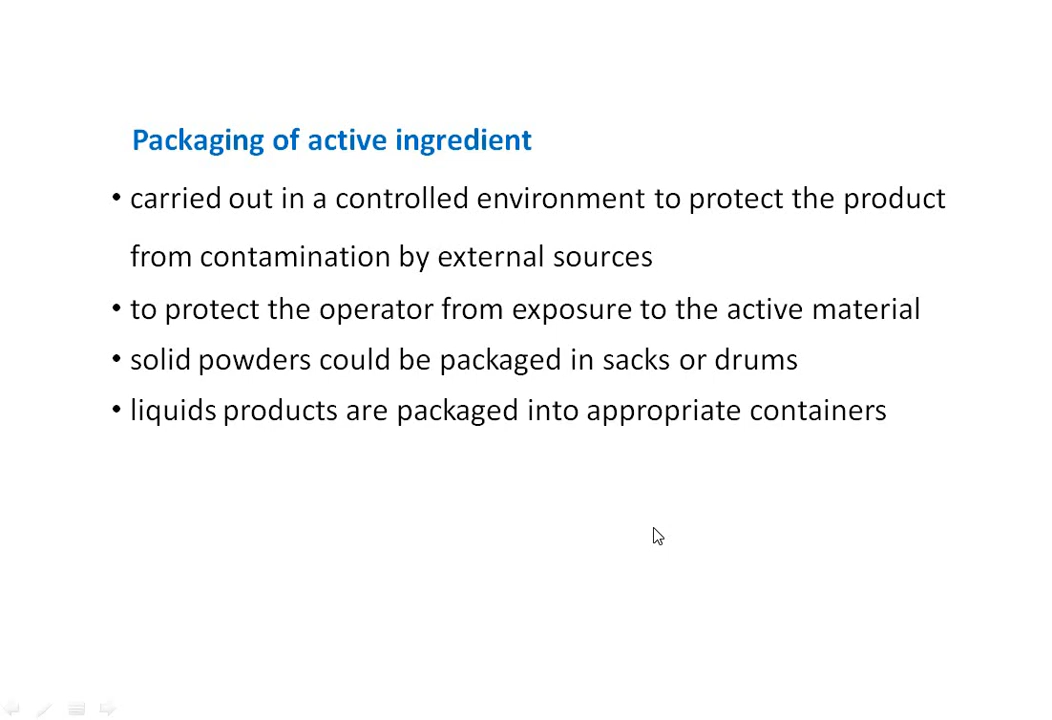 Packaging of active ingredient
• carried out in a controlled environment to protect the product
from contamination by external sources
• to protect the operator from exposure to the active material
• solid powders could be packaged in sacks or drums
• liquids products are packaged into appropriate containers